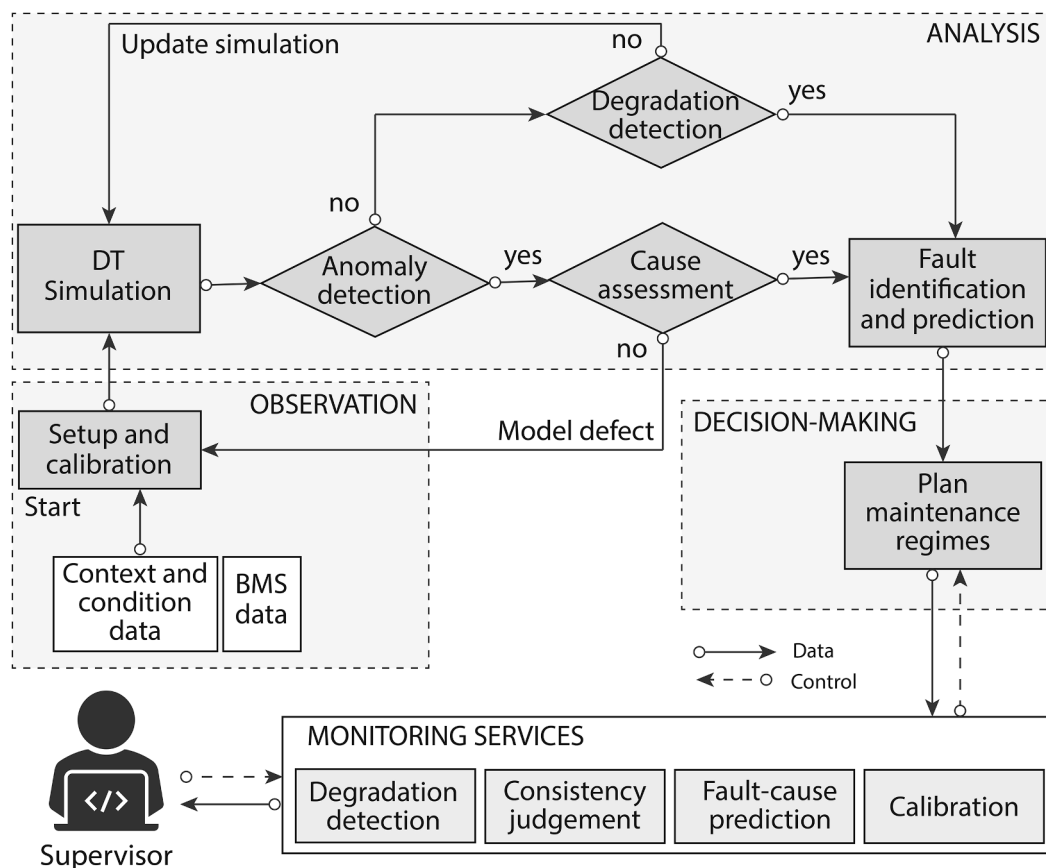 ANALYSIS
Update simulation
no
Degradation
detection
yes
no
DT
Simulation
Anomaly
detection
yes
Cause
assessment
yes
Fault
identification
and prediction
no
OBSERVATION
Setup and
calibration
Model defect
Start
Context and
condition
data
BMS
data
DECISION-MAKING
Plan
maintenance
regimes
Data
Control
MONITORING SERVICES
Degradation
detection
Consistency
judgement
Fault-cause
prediction
Calibration
</>
Supervisor